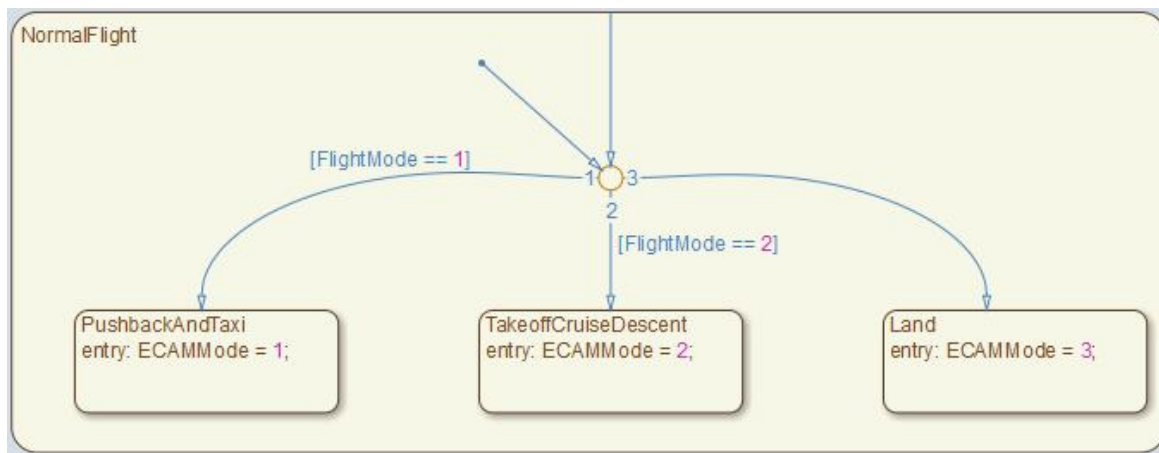 NormalFlight
[FlightMode == 1]
1
3
2
[FlightMode == 2]
PushbackAndTaxi
entry: ECAMMode = 1;
TakeoffCruiseDescent
entry: ECAMMode = 2;
Land
entry: ECAMMode = 3;